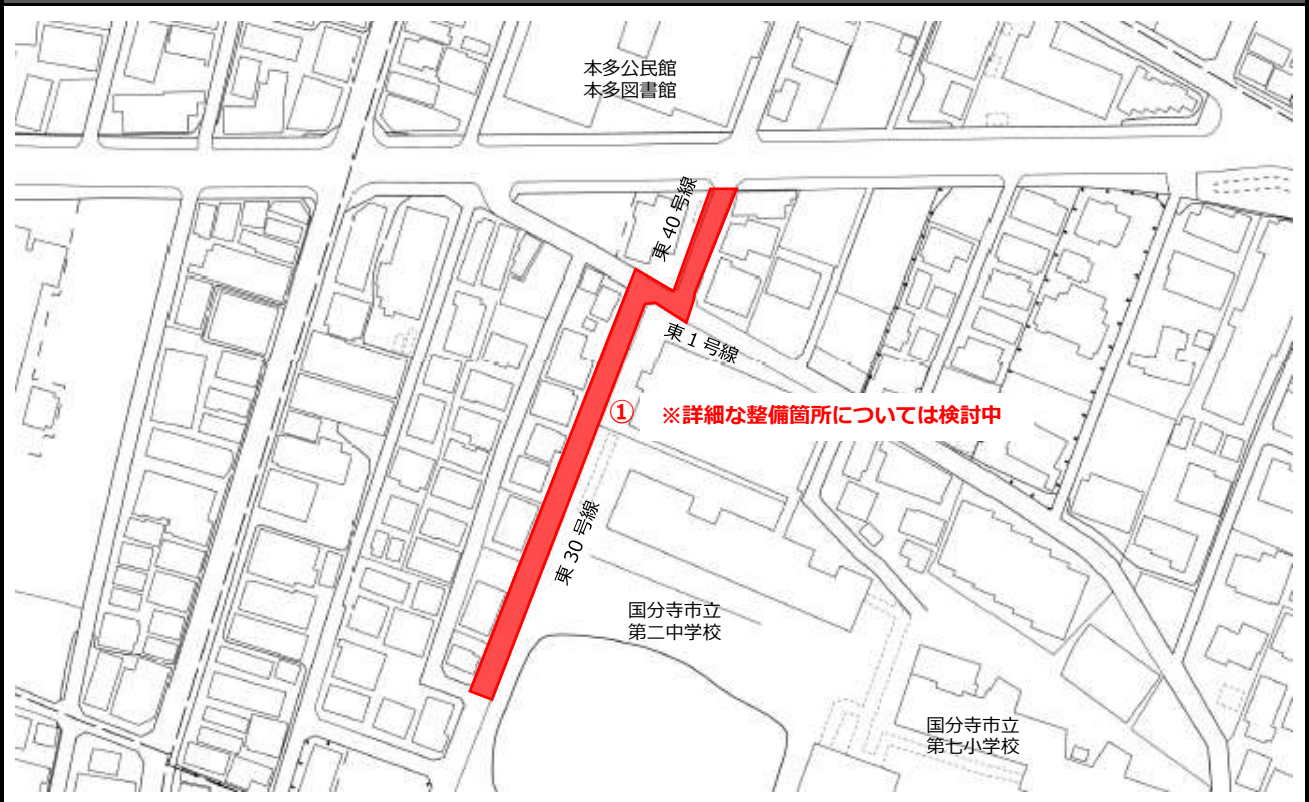 本多公民館
本多図書館
東 40 号線
東 1 号線
① ※詳細な整備箇所については検討中
東 30 号線
国分寺市立
第二中学校
国分寺市立
第七小学校